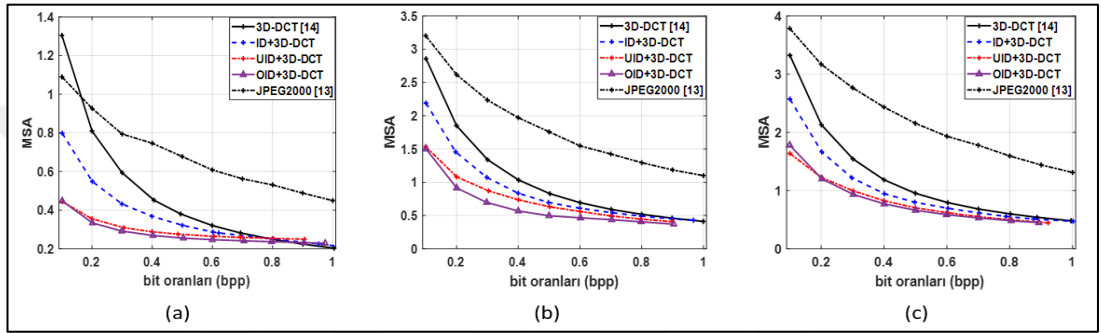 1.4
1.2
1
0.8
0.6
0.4
0.2
MSA
0.2
0.4
0.6
0.8
1
bit oranları (bpp)
3D-DCT [14]
ID+3D-DCT
UID+3D-DCT
OID+3D-DCT
JPEG2000 [13]
(a)
3.5
3
2.5
2
1.5
1
0.5
0
MSA
0.2
0.4
0.6
0.8
1
bit oranları (bpp)
3D-DCT [14]
ID+3D-DCT
UID+3D-DCT
OID+3D-DCT
JPEG2000 [13]
(b)
4
3
2
1
0
MSA
0.2
0.4
0.6
0.8
1
bit oranları (bpp)
3D-DCT [14]
ID+3D-DCT
UID+3D-DCT
OID+3D-DCT
JPEG2000 [13]
(c)